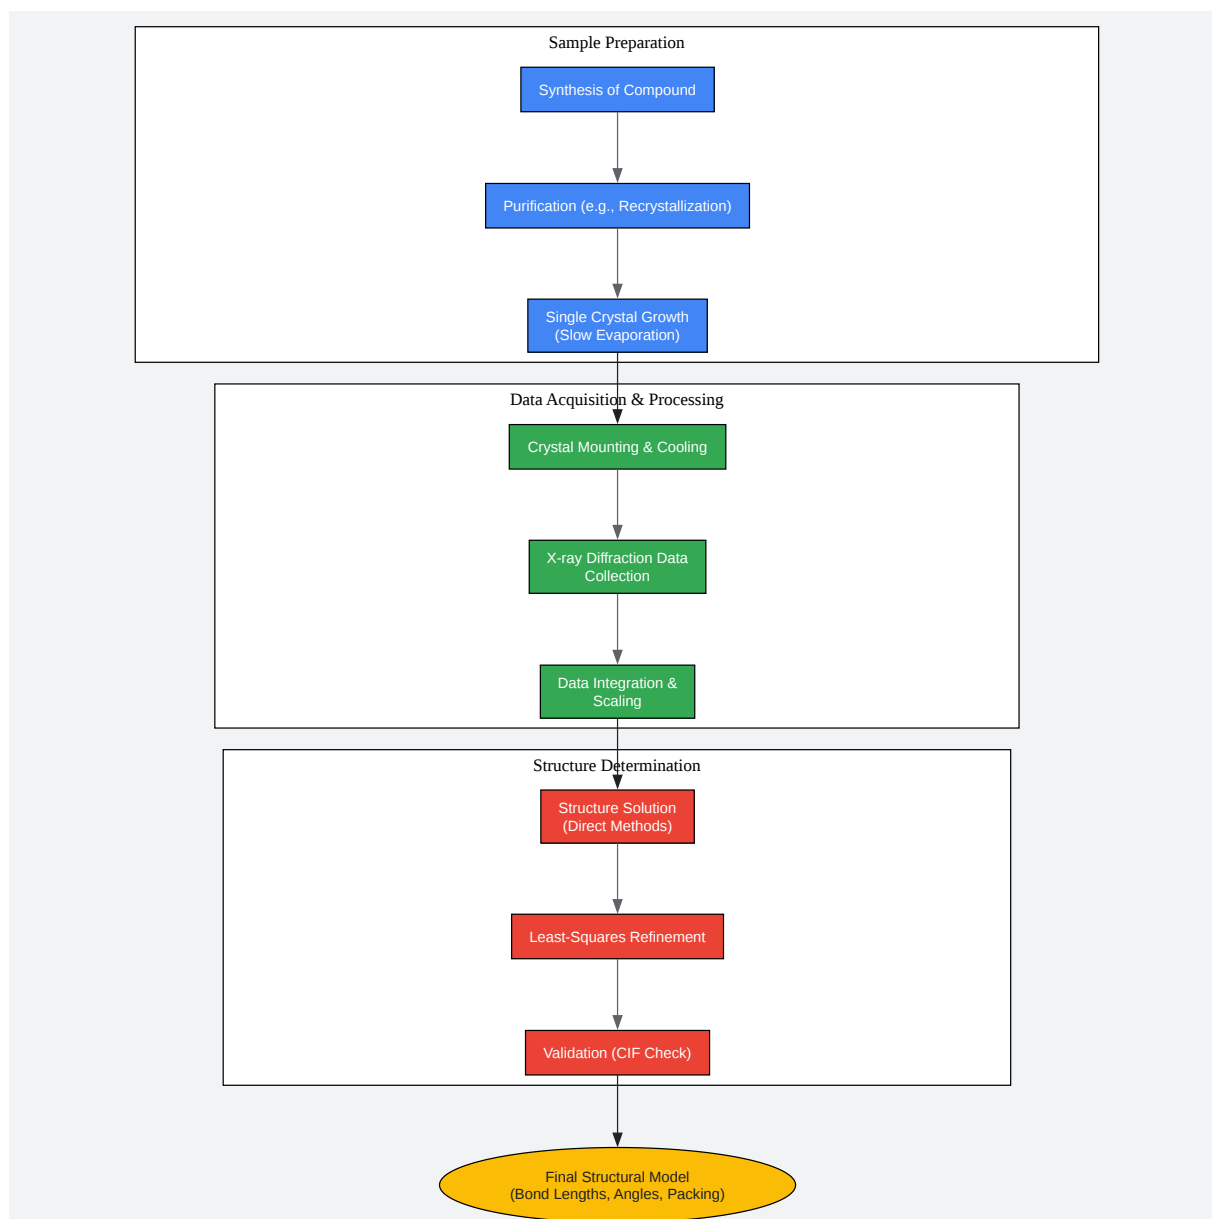 Sample Preparation
Synthesis of Compound
Purification (e.g., Recrystallization)
Single Crystal Growth
(Slow Evaporation)
Data Acquisition & Processing
Crystal Mounting & Cooling
X-ray Diffraction Data
Collection
Data Integration &
Scaling
Structure Determination
Structure Solution
(Direct Methods)
Least-Squares Refinement
Validation (CIF Check)
Final Structural Model
(Bond Lengths, Angles, Packing)